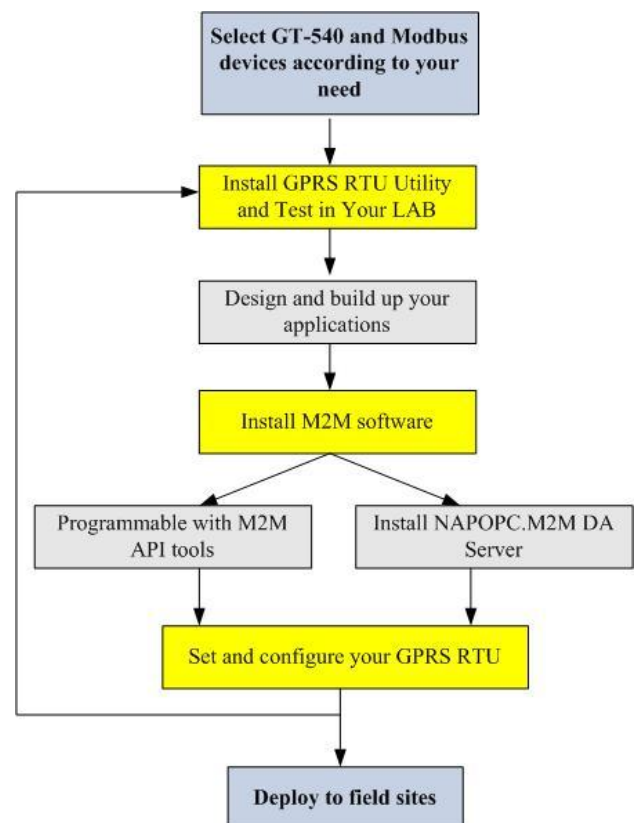 Select GT-540 and Modbus
devices according to your
need
Install GPRS RTU Utility
and Test in Your LAB
Design and build up your
applications
Install M2M software
Programmable with M2M
API tools
Install NAPOPC.M2M DA
Server
Set and configure your GPRS RTU
Deploy to field sites